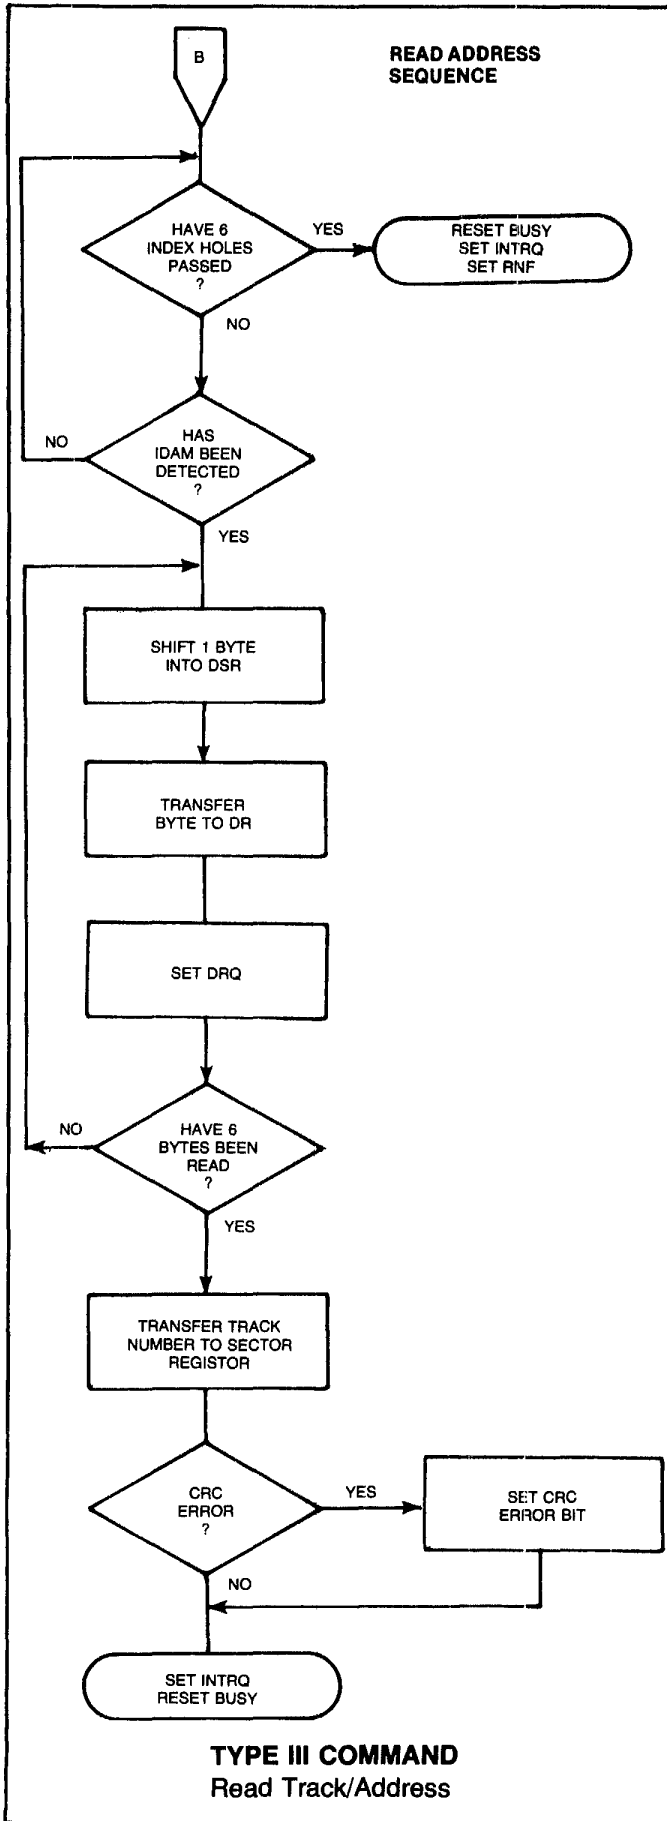 B
READ ADDRESS
SEQUENCE
HAVE 6
INDEX HOLES
PASSED
?
YES
RESET BUSY
SET INTRQ
SET RNF
NO
HAS
IDAM BEEN
DETECTED
?
NO
YES
SHIFT 1 BYTE
INTO DSR
TRANSFER
BYTE TO DR
SET DRQ
HAVE 6
BYTES BEEN
READ
?
NO
YES
TRANSFER TRACK
NUMBER TO SECTOR
REGISTOR
CRC
ERROR
?
YES
SET CRC
ERROR BIT
NO
SET INTRQ
RESET BUSY
TYPE III COMMAND
Read Track/Address